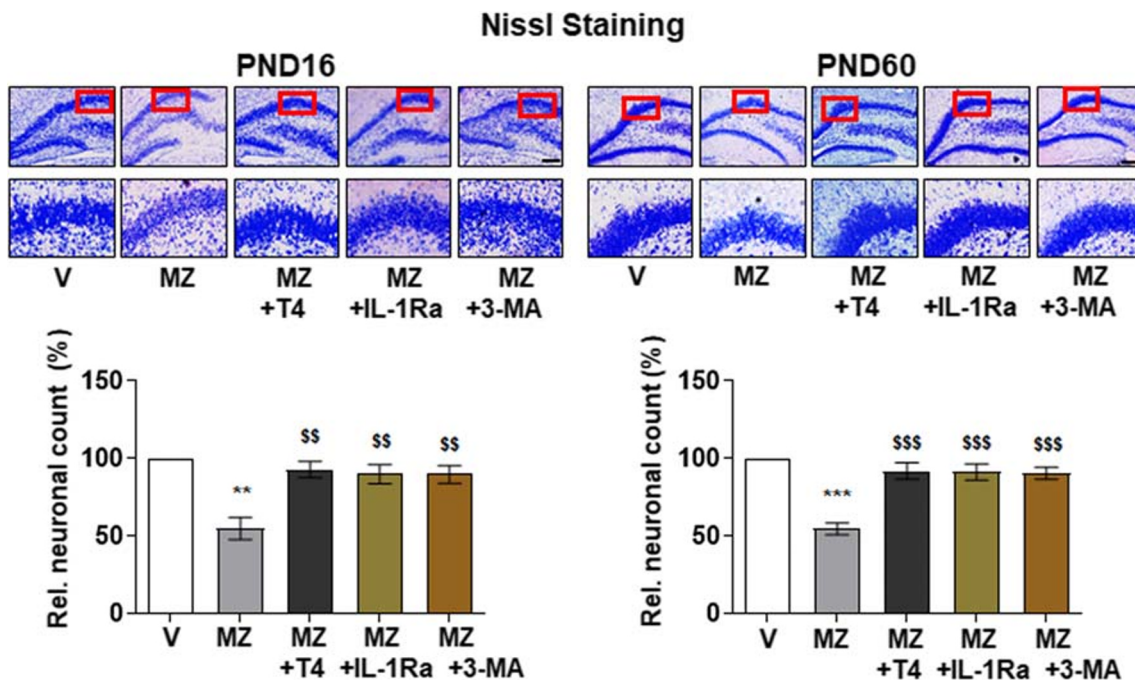 Nissl Staining
PND16
PND60
V MZ MZ MZ MZ
+T4 +IL-1Ra +3-MA
V MZ MZ MZ MZ
+T4 +IL-1Ra +3-MA
Rel. neuronal count (%)
150
100
50
0
** $$ $$ $$
V MZ MZ MZ MZ
+T4 +IL-1Ra +3-MA
Rel. neuronal count (%)
150
100
50
0
*** $$$ $$$ $$$
V MZ MZ MZ MZ
+T4 +IL-1Ra +3-MA